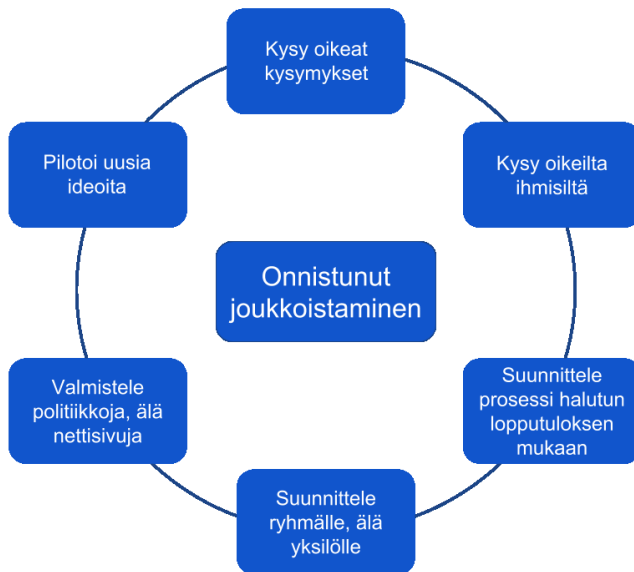 Kysy oikeat
kysymykset
Kysy oikeilta
ihmisiltä
Suunnittele
prosessi halutun
lopputuloksen
mukaan
Suunnittele
ryhmälle, älä
yksilölle
Valmistele
politiikkoja, älä
nettisivuja
Pilotoi uusia
ideoita
Onnistunut
joukkoistaminen